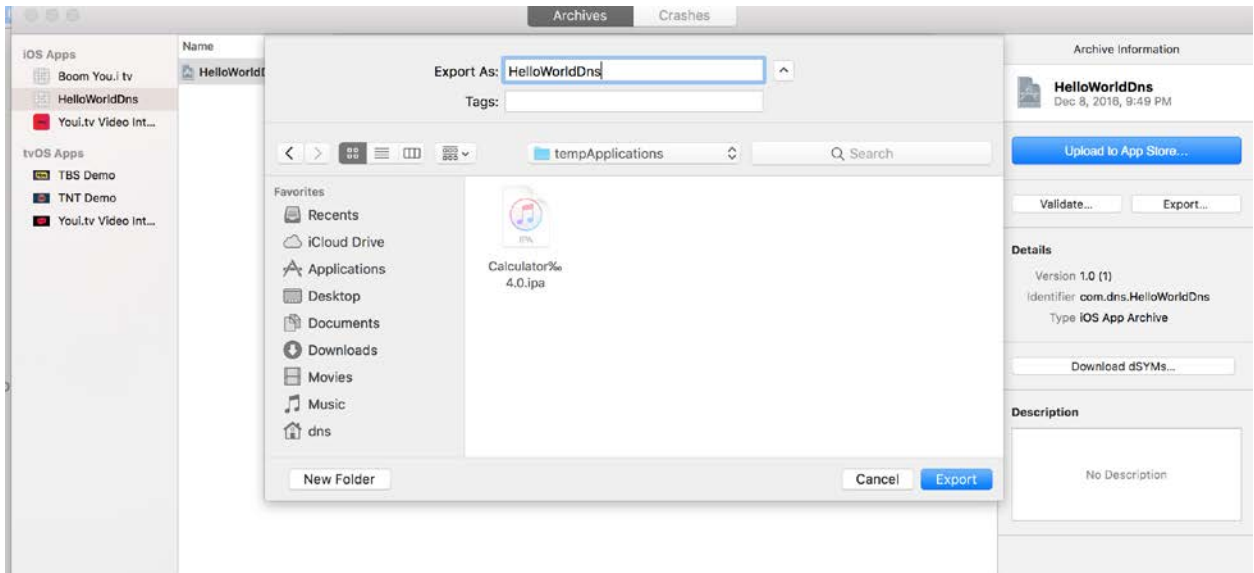 Archives Crashes
iOS Apps
Boom You.i tv
HelloWorldDns
Youi.tv Video Int...
tvOS Apps
TBS Demo
TNT Demo
Youi.tv Video Int...
Name
HelloWorldD
Export As: HelloWorldDns
Tags:
tempApplications
Search
Favorites
Recents
iCloud Drive
Applications
Desktop
Documents
Downloads
Movies
Music
dns
IPA
Calculator‰
4.0.ipa
New Folder Cancel Export
Archive Information
HelloWorldDns
Dec 8, 2016, 9:49 PM
Upload to App Store...
Validate... Export...
Details
Version 1.0 (1)
Identifier com.dns.HelloWorldDns
Type iOS App Archive
Download dSYMs...
Description
No Description